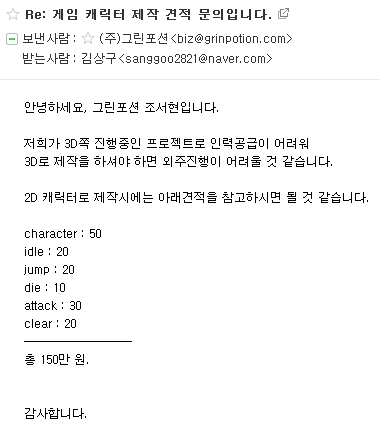 Re: 게임 캐릭터 제작 견적 문의입니다.
보낸사람 : (주)그린포션<biz@grinpotion.com>
받는사람 : 김상구<sanggoo2821@naver.com>
안녕하세요, 그린포션 조서현입니다.
저희가 3D쪽 진행중인 프로젝트로 인력공급이 어려워
3D로 제작을 하셔야 하면 외주진행이 어려울 것 같습니다.
2D 캐릭터로 제작시에는 아래견적을 참고하시면 될 것 같습니다.
character : 50
idle : 20
jump : 20
die : 10
attack : 30
clear : 20
총 150만 원.
감사합니다.